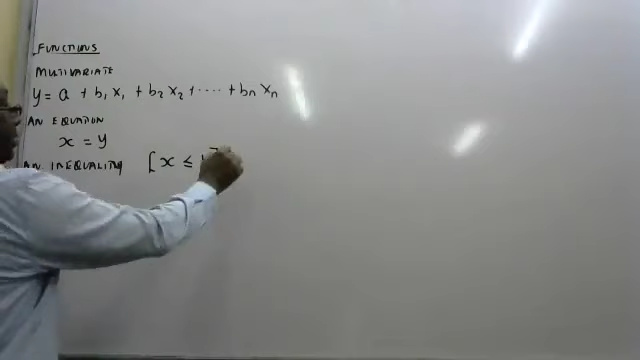 FUNCTIONS
MULTIVARIATE
y = a + b₁ x₁ + b₂ x₂ + ···· + bn xn
AN EQUATION
x = y
AN INEQUALITY [x ≤